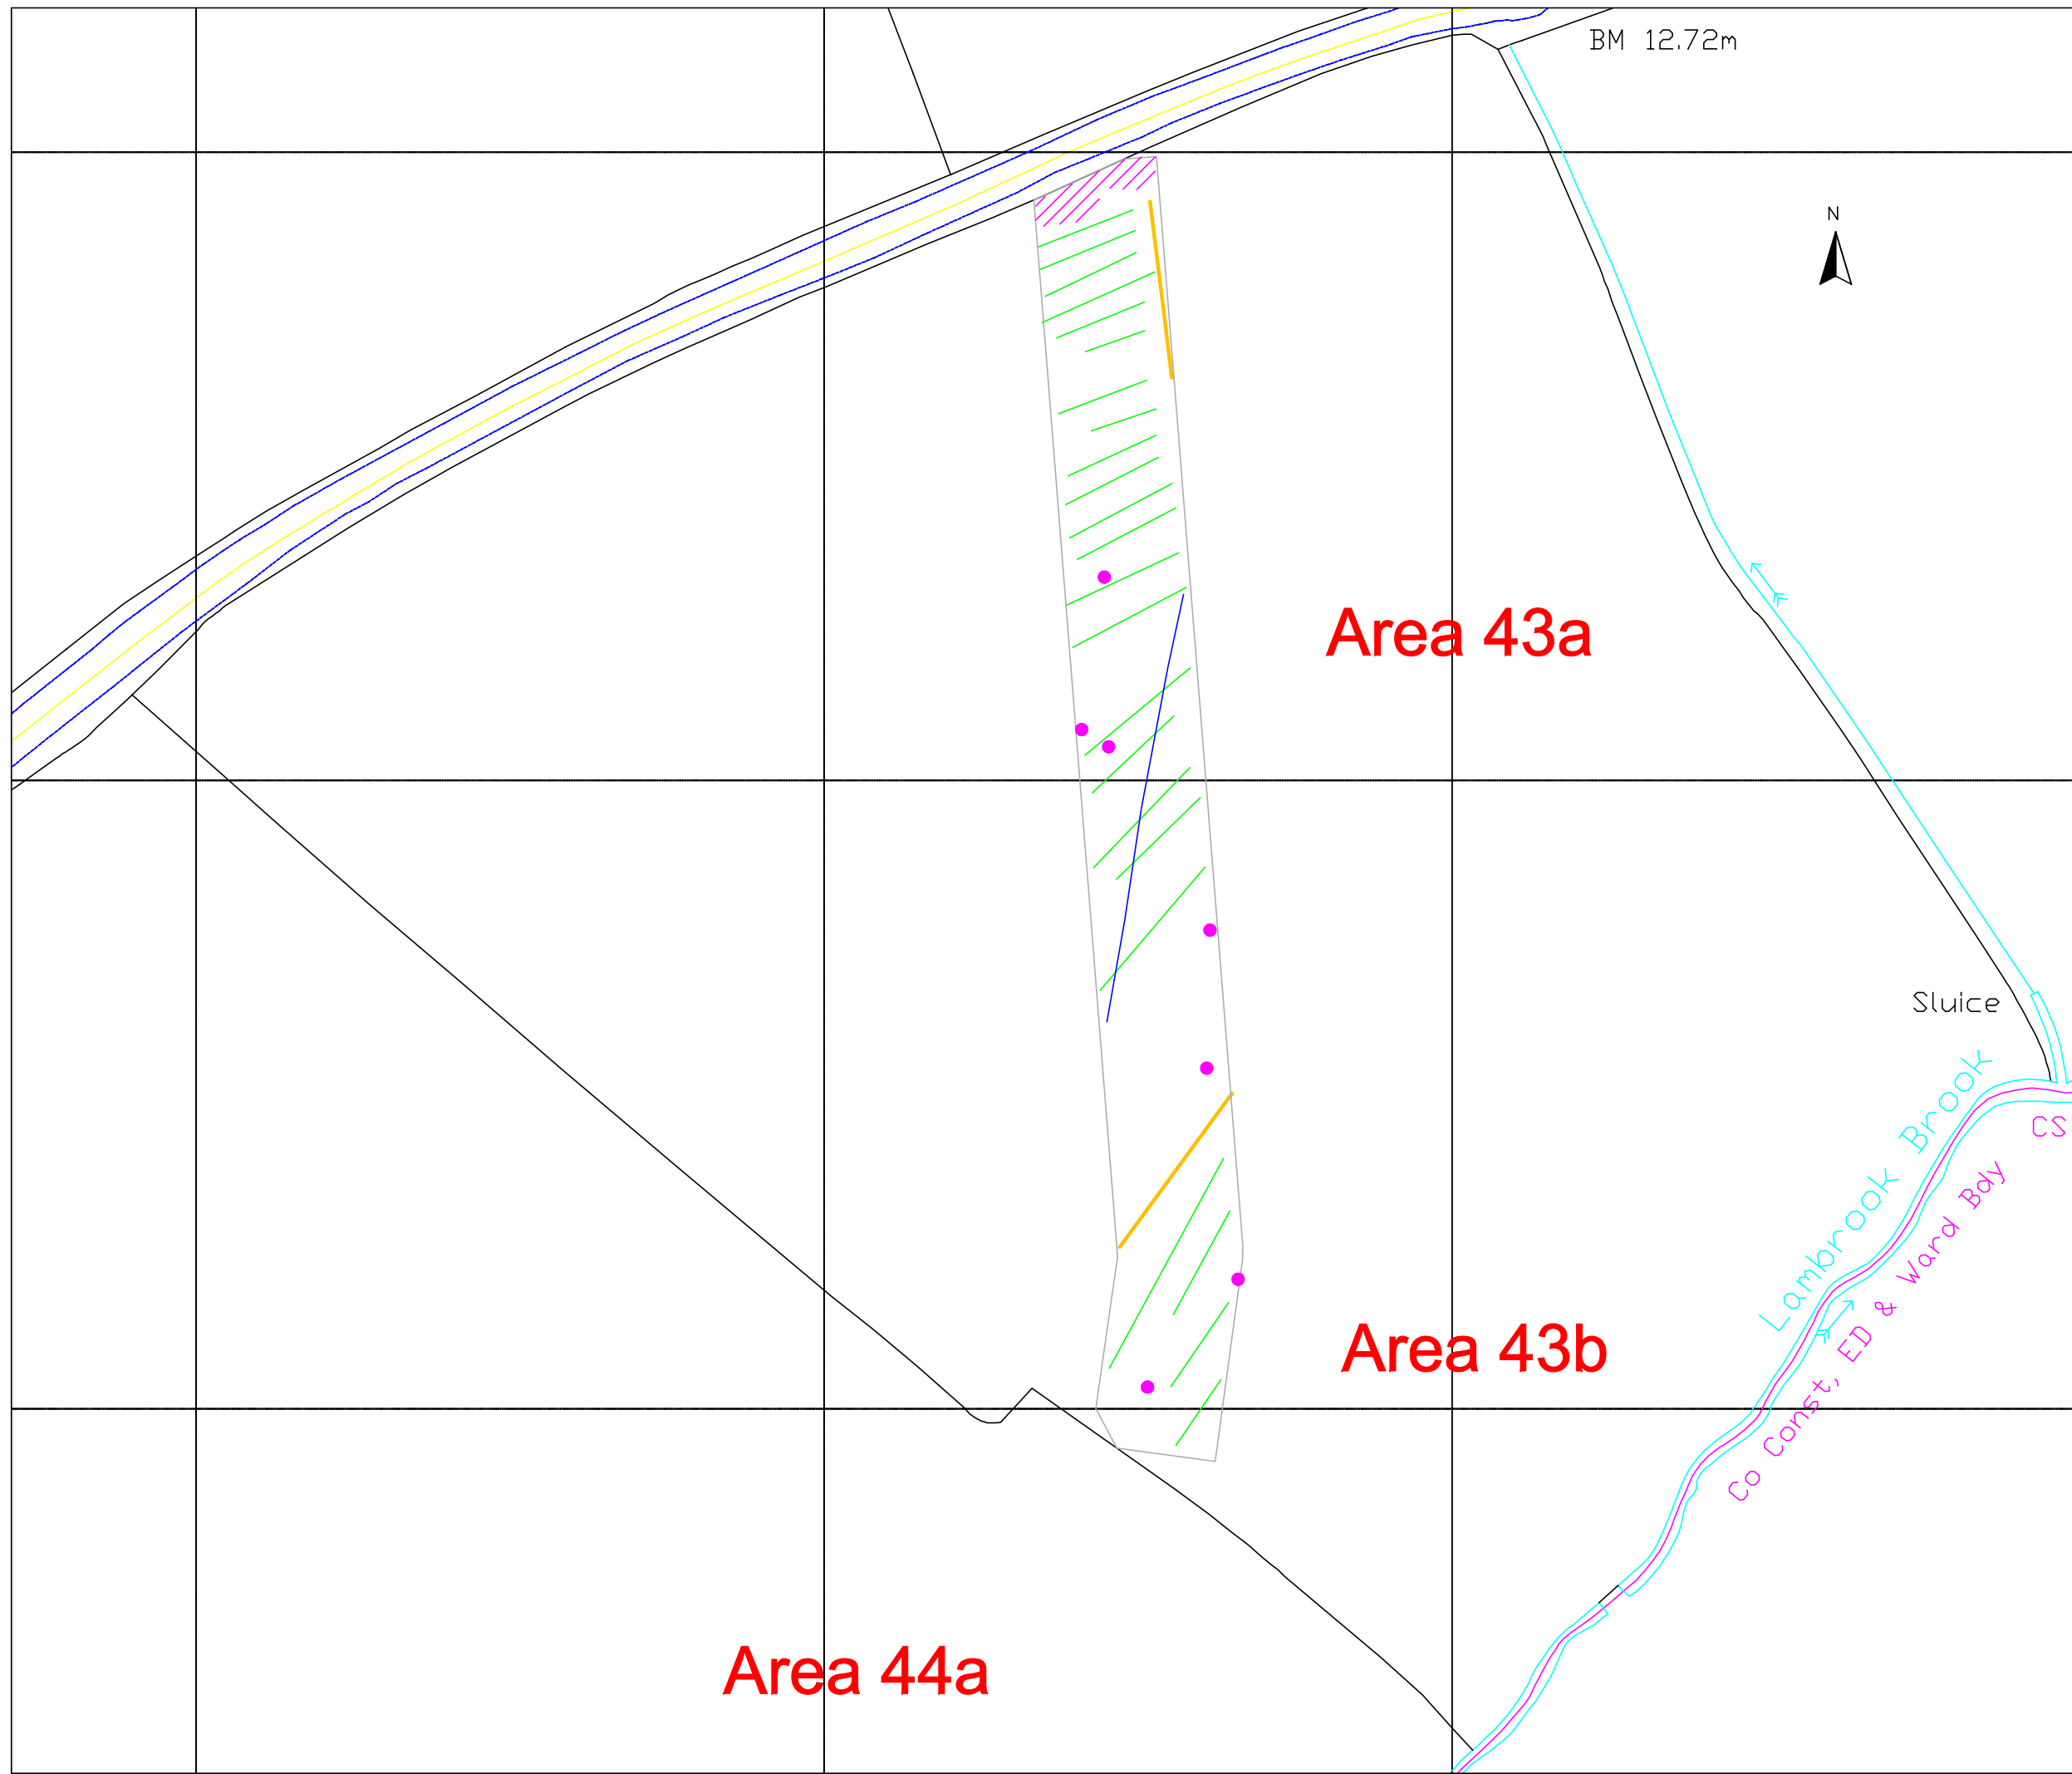 BM 12.72m
N
Area 43a
Sluice
Lambrook Brook
CS
Co Const, ED & Ward Bdy
Area 43b
Area 44a